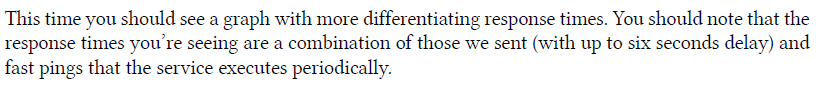 This time you should see a graph with more differentiating response times. You should note that the
response times you're seeing are a combination of those we sent (with up to six seconds delay) and
fast pings that the service executes periodically.